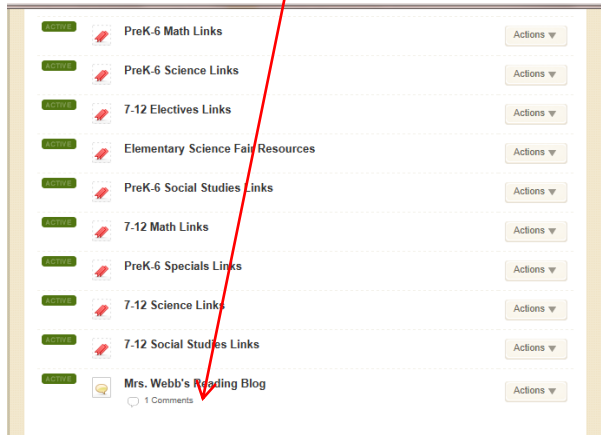 ACTIVE PreK-6 Math Links Actions ▼
ACTIVE PreK-6 Science Links Actions ▼
ACTIVE 7-12 Electives Links Actions ▼
ACTIVE Elementary Science Fair Resources Actions ▼
ACTIVE PreK-6 Social Studies Links Actions ▼
ACTIVE 7-12 Math Links Actions ▼
ACTIVE PreK-6 Specials Links Actions ▼
ACTIVE 7-12 Science Links Actions ▼
ACTIVE 7-12 Social Studies Links Actions ▼
ACTIVE Mrs. Webb's Reading Blog Actions ▼
1 Comments